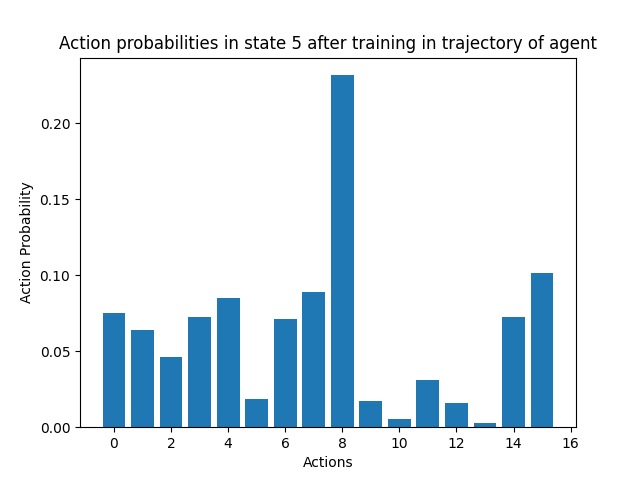 Action probabilities in state 5 after training in trajectory of agent
0.20
0.15
0.10
0.05
0.00
Action Probability
0 2 4 6 8 10 12 14 16
Actions